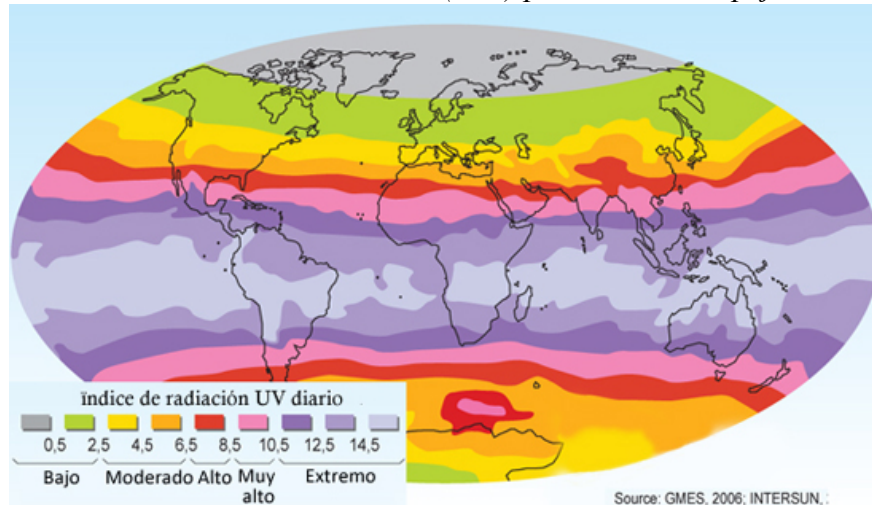 índice de radiación UV diario
0,5 2,5 4,5 6,5 8,5 10,5 12,5 14,5
Bajo Moderado Alto Muy alto Extremo
Source: GMES, 2006; INTERSUN,